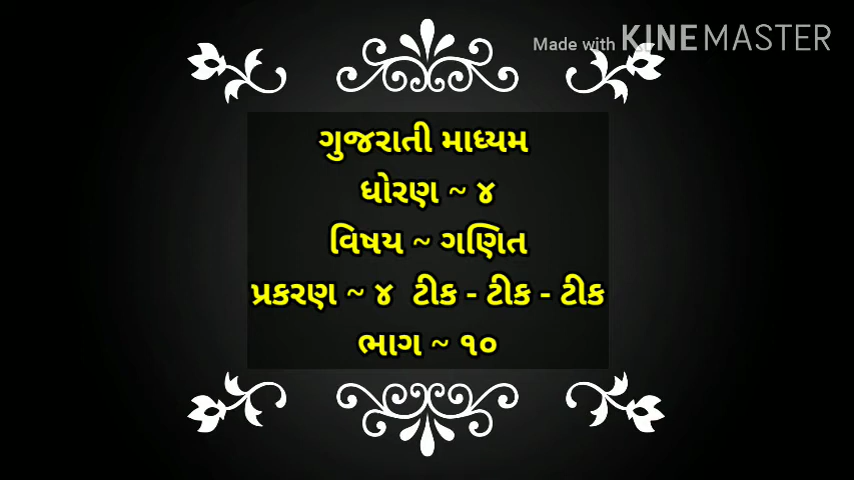 Made with KINEMASTER
ગુજરાતી માધ્યમ
ધોરણ ~ ૪
વિષય ~ ગણિત
પ્રકરણ ~ ૪ ટીક - ટીક - ટીક
ભાગ ~ ૧૦